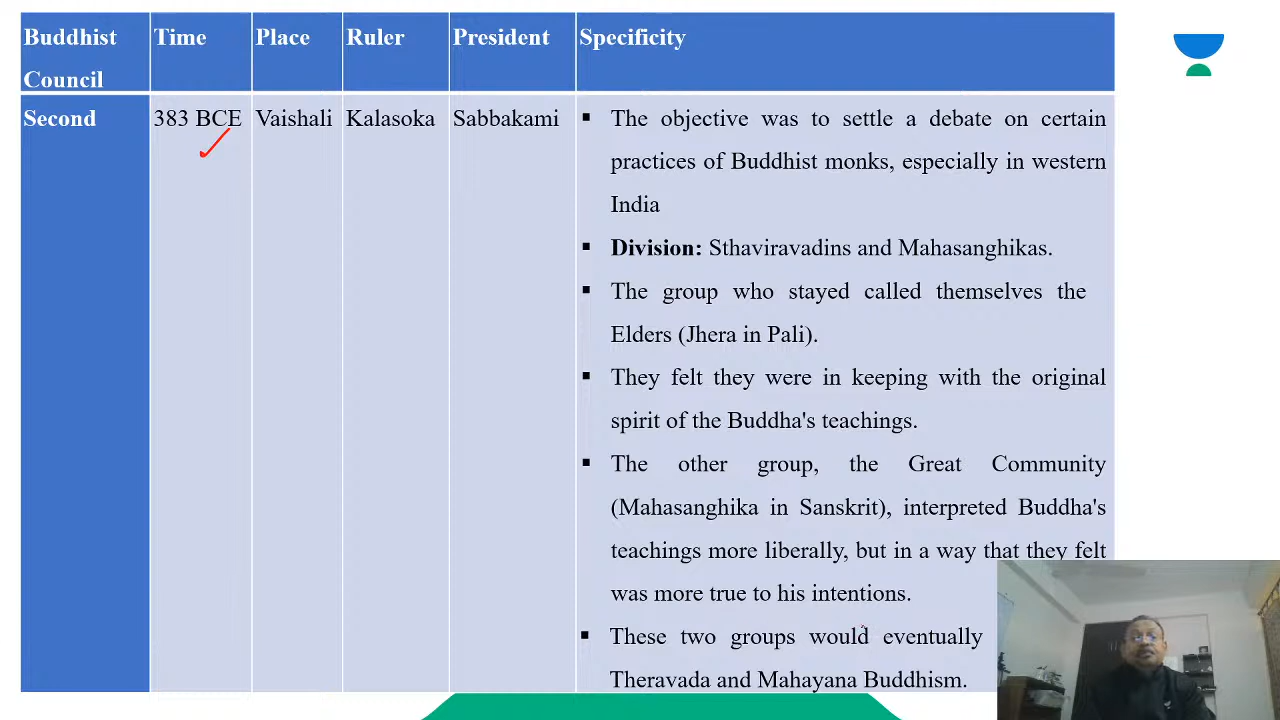 Buddhist Council Time Place Ruler President Specificity
Second 383 BCE Vaishali Kalasoka Sabbakami
▪ The objective was to settle a debate on certain
practices of Buddhist monks, especially in western
India
▪ Division: Sthaviravadins and Mahasanghikas.
▪ The group who stayed called themselves the
Elders (Jhera in Pali).
▪ They felt they were in keeping with the original
spirit of the Buddha's teachings.
▪ The other group, the Great Community
(Mahasanghika in Sanskrit), interpreted Buddha's
teachings more liberally, but in a way that they felt
was more true to his intentions.
▪ These two groups would eventually
Theravada and Mahayana Buddhism.